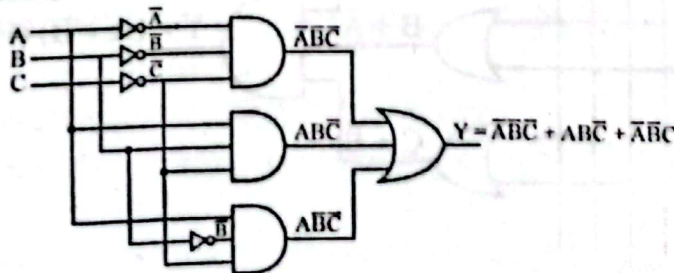 A̅
A
B̅
B
C̅
C
A̅B̅C̅
ABC̅
Y = A̅B̅C̅ + ABC̅ + A̅B̅C
B̅
AB̅C̅